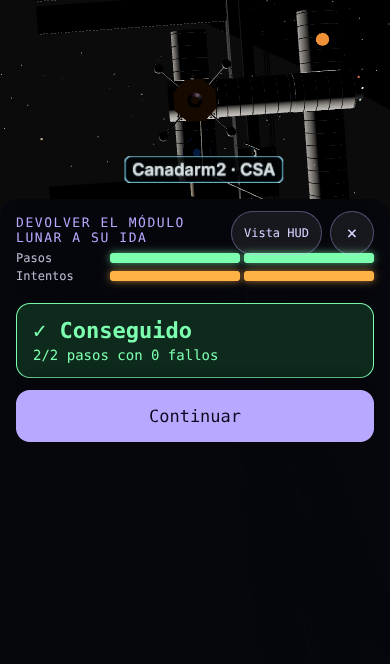 Canadarm2 · CSA
DEVOLVER EL MÓDULO
LUNAR A SU IDA
Vista HUD
×
Pasos
Intentos
✓ Conseguido
2/2 pasos con 0 fallos
Continuar